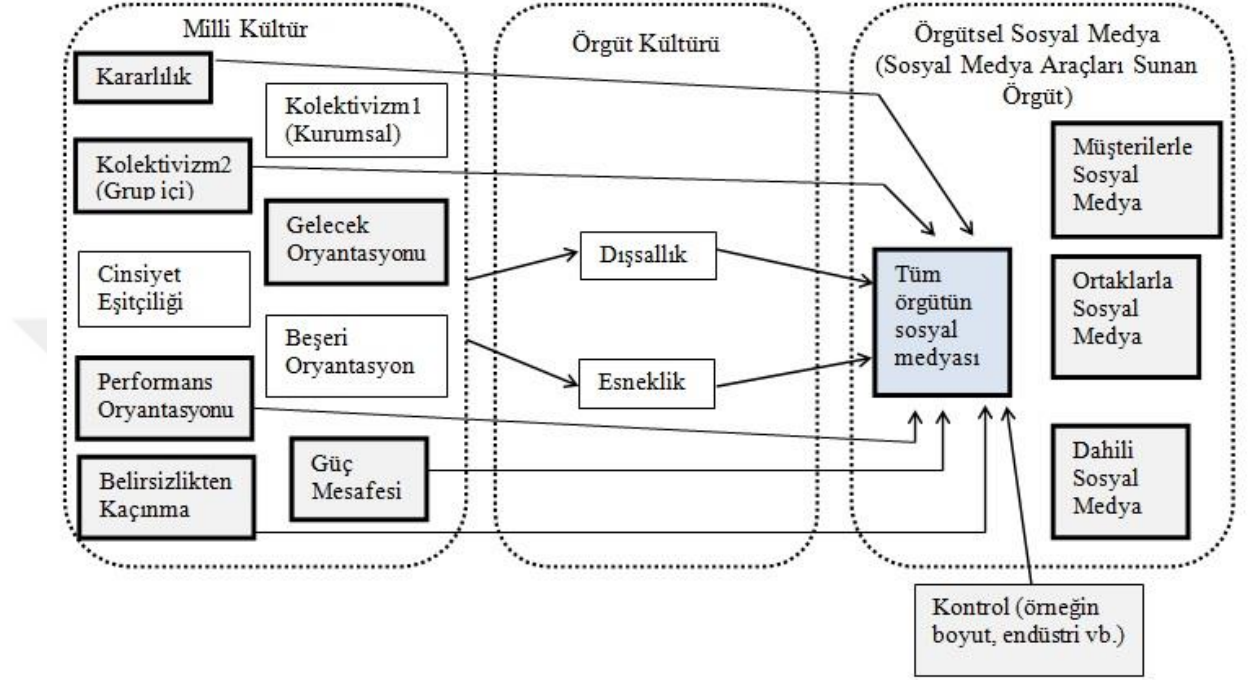 Milli Kültür
Kararlılık
Kolektivizm1
(Kurumsal)
Kolektivizm2
(Grup içi)
Gelecek
Oryantasyonu
Cinsiyet
Eşitçiliği
Beşeri
Oryantasyon
Performans
Oryantasyonu
Güç
Mesafesi
Belirsizlikten
Kaçınma
Örgüt Kültürü
Dışsallık
Esneklik
Örgütsel Sosyal Medya
(Sosyal Medya Araçları Sunan
Örgüt)
Tüm
örgütün
sosyal
medyası
Müşterilerle
Sosyal
Medya
Ortaklarla
Sosyal
Medya
Dahili
Sosyal
Medya
Kontrol (örneğin
boyut, endüstri vb.)